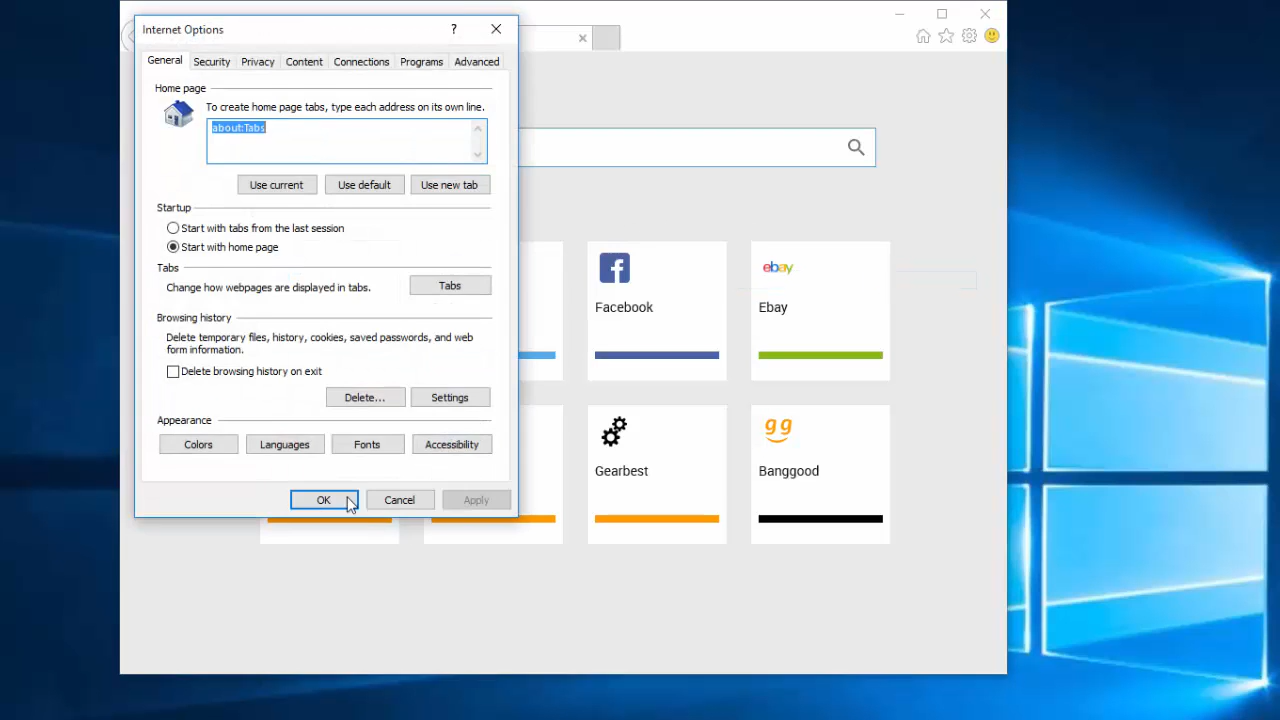 Internet Options
?
General Security Privacy Content Connections Programs Advanced
Home page
To create home page tabs, type each address on its own line.
about:Tabs
Use current Use default Use new tab
Startup
Start with tabs from the last session
Start with home page
Tabs
Change how webpages are displayed in tabs. Tabs
Browsing history
Delete temporary files, history, cookies, saved passwords, and web
form information.
Delete browsing history on exit
Delete... Settings
Appearance
Colors Languages Fonts Accessibility
OK Cancel Apply
ebay
Facebook Ebay
gg
Gearbest Banggood